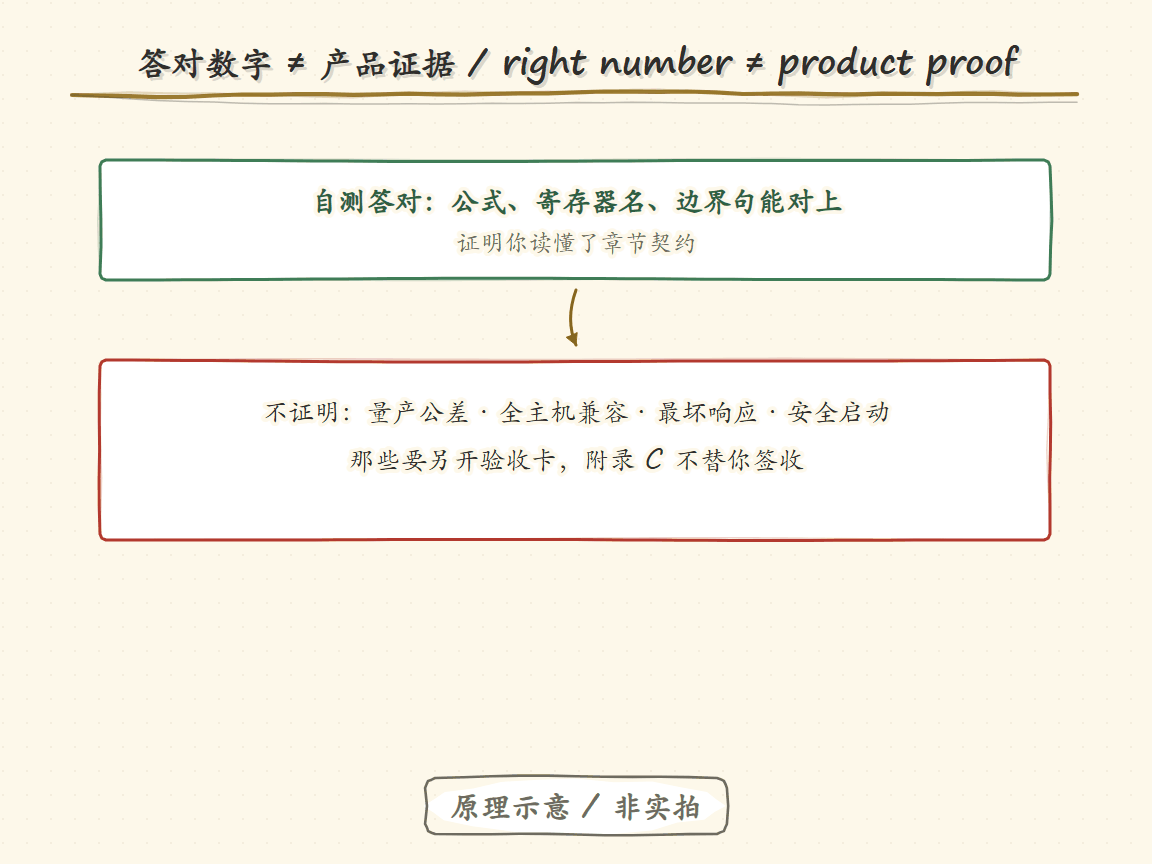 答对数字 ≠ 产品证据 / right number ≠ product proof
自测答对：公式、寄存器名、边界句能对上
证明你读懂了章节契约
不证明：量产公差 · 全主机兼容 · 最坏响应 · 安全启动
那些要另开验收卡，附录 C 不替你签收
原理示意 / 非实拍